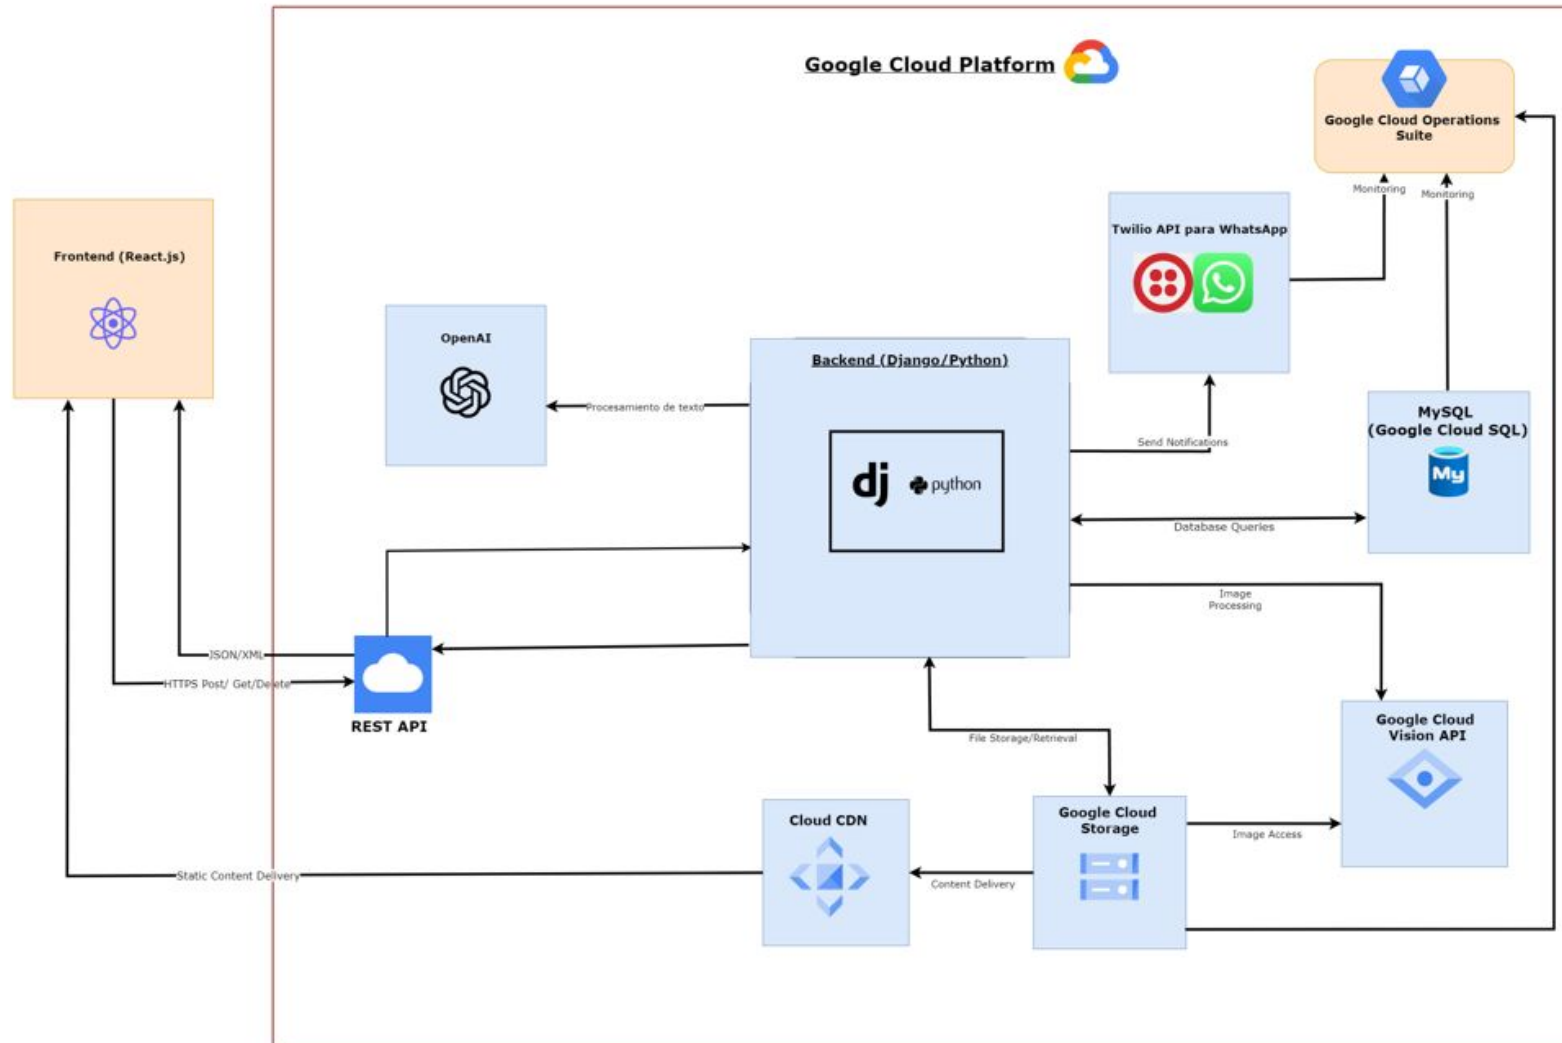 Google Cloud Platform
Google Cloud Operations
Suite
Monitoring
Monitoring
Twilio API para WhatsApp
Frontend (React.js)
OpenAI
Backend (Django/Python)
dj
python
Procesamiento de texto
Send Notifications
MySQL
(Google Cloud SQL)
My
Database Queries
Image
Processing
JSON/XML
HTTPS Post/ Get/Delete
REST API
File Storage/Retrieval
Google Cloud
Vision API
Cloud CDN
Google Cloud
Storage
Image Access
Static Content Delivery
Content Delivery